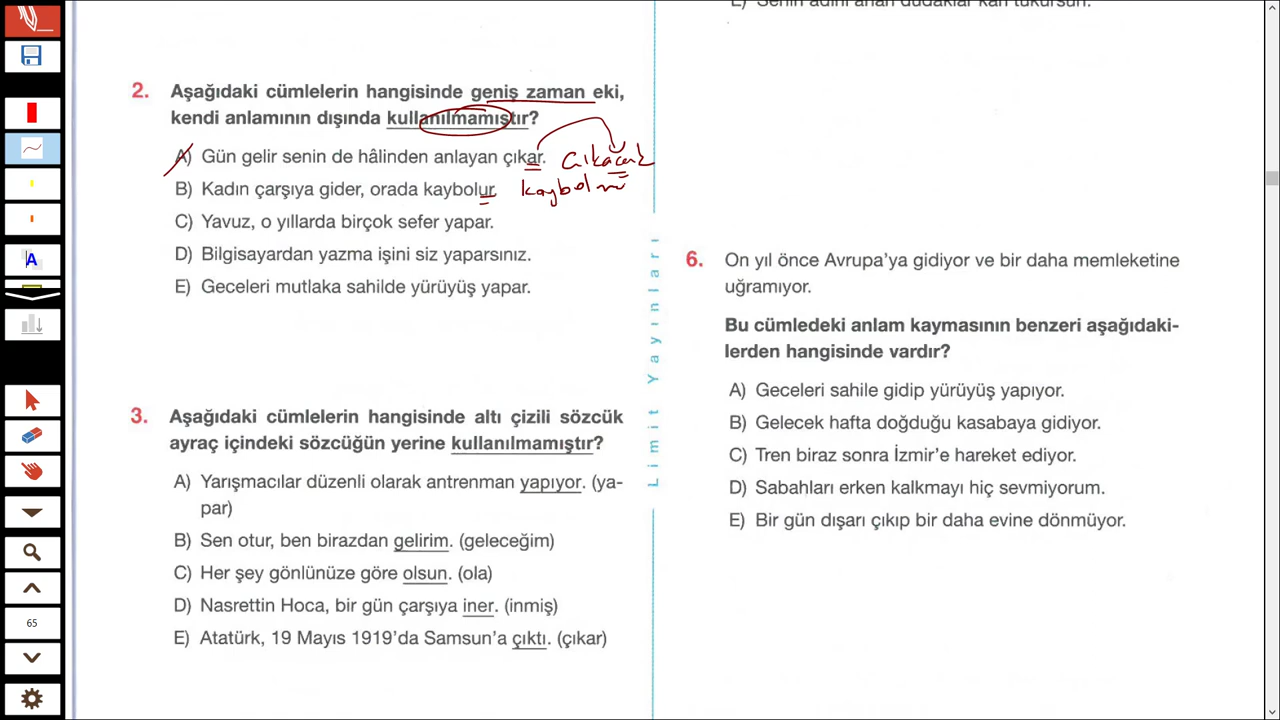 E) Senin adını anan dudaklar kan tükürsün.
2. Aşağıdaki cümlelerin hangisinde geniş zaman eki,
kendi anlamının dışında kullanılmamıştır?
A) Gün gelir senin de hâlinden anlayan çıkar. çıkacak
B) Kadın çarşıya gider, orada kaybolur.
C) Yavuz, o yıllarda birçok sefer yapar.
D) Bilgisayardan yazma işini siz yaparsınız.
E) Geceleri mutlaka sahilde yürüyüş yapar.
3. Aşağıdaki cümlelerin hangisinde altı çizili sözcük
ayraç içindeki sözcüğün yerine kullanılmamıştır?
A) Yarışmacılar düzenli olarak antrenman yapıyor. (ya-
par)
B) Sen otur, ben birazdan gelirim. (geleceğim)
C) Her şey gönlünüze göre olsun. (ola)
D) Nasrettin Hoca, bir gün çarşıya iner. (inmiş)
E) Atatürk, 19 Mayıs 1919’da Samsun’a çıktı. (çıkar)
Limit Yayınları
6. On yıl önce Avrupa’ya gidiyor ve bir daha memleketine
uğramıyor.
Bu cümledeki anlam kaymasının benzeri aşağıdaki-
lerden hangisinde vardır?
A) Geceleri sahile gidip yürüyüş yapıyor.
B) Gelecek hafta doğduğu kasabaya gidiyor.
C) Tren biraz sonra İzmir’e hareket ediyor.
D) Sabahları erken kalkmayı hiç sevmiyorum.
E) Bir gün dışarı çıkıp bir daha evine dönmüyor.
A
65